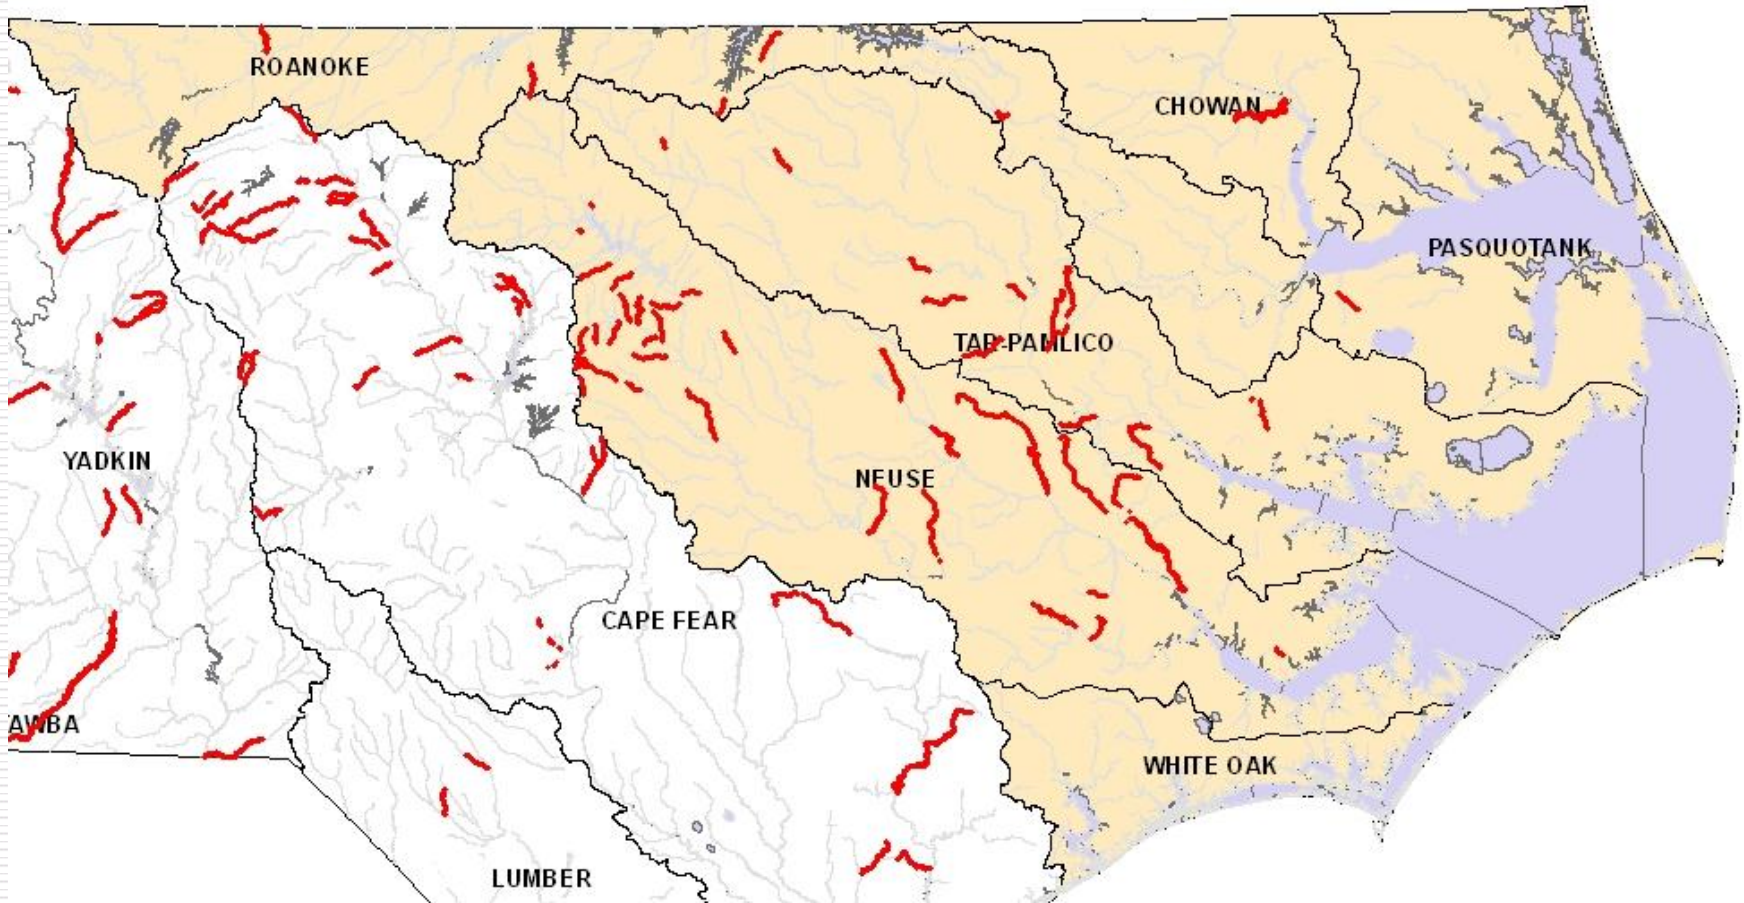 ROANOKE
CHOWAN
PASQUOTANK
TAR-PAMLICO
YADKIN
NEUSE
CAPE FEAR
AWBA
WHITE OAK
LUMBER